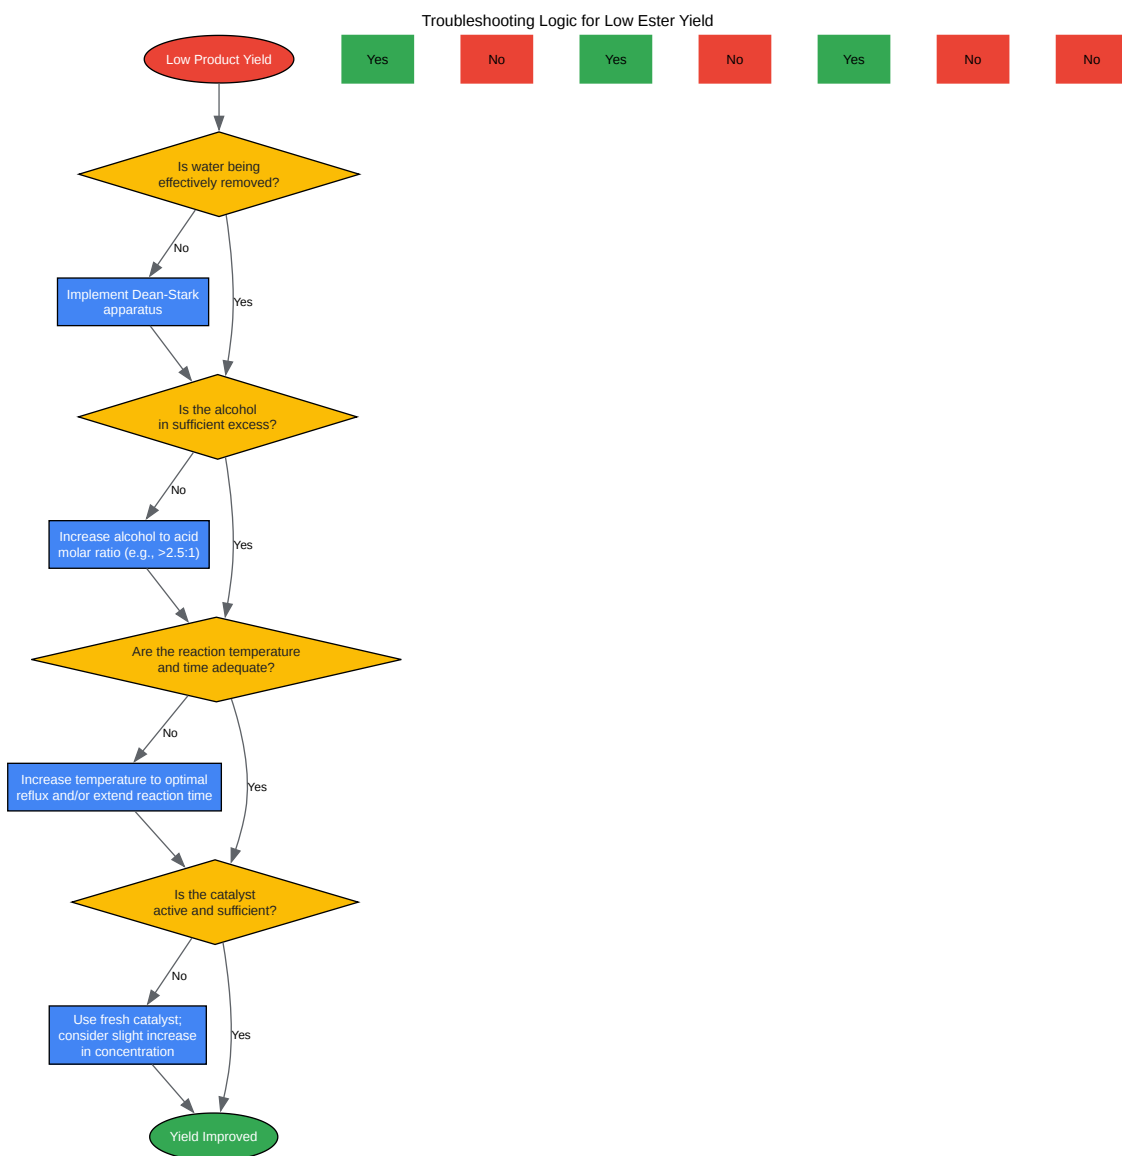 Troubleshooting Logic for Low Ester Yield
Low Product Yield
Yes
No
Yes
No
Yes
No
No
Is water being
effectively removed?
No
Yes
Implement Dean-Stark
apparatus
Is the alcohol
in sufficient excess?
No
Yes
Increase alcohol to acid
molar ratio (e.g., >2.5:1)
Are the reaction temperature
and time adequate?
No
Yes
Increase temperature to optimal
reflux and/or extend reaction time
Is the catalyst
active and sufficient?
No
Yes
Use fresh catalyst;
consider slight increase
in concentration
Yield Improved